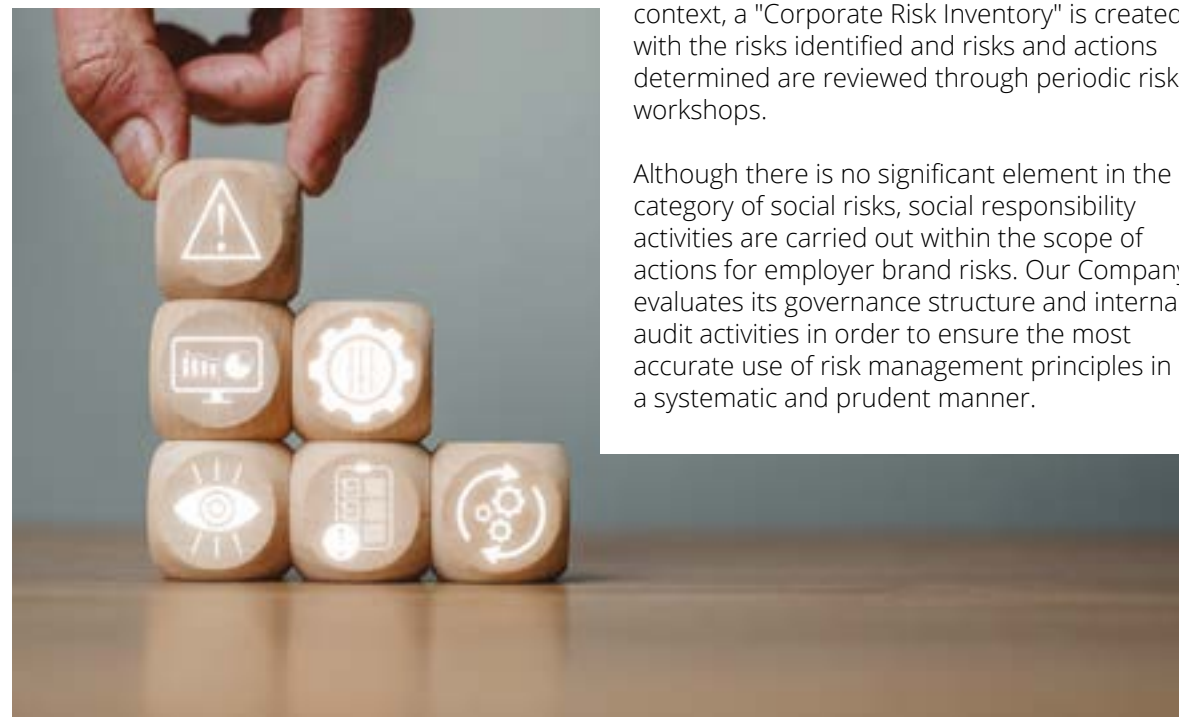 context, a "Corporate Risk Inventory" is created
with the risks identified and risks and actions
determined are reviewed through periodic risk
workshops.
Although there is no significant element in the
category of social risks, social responsibility
activities are carried out within the scope of
actions for employer brand risks. Our Company
evaluates its governance structure and interna
audit activities in order to ensure the most
accurate use of risk management principles in
a systematic and prudent manner.